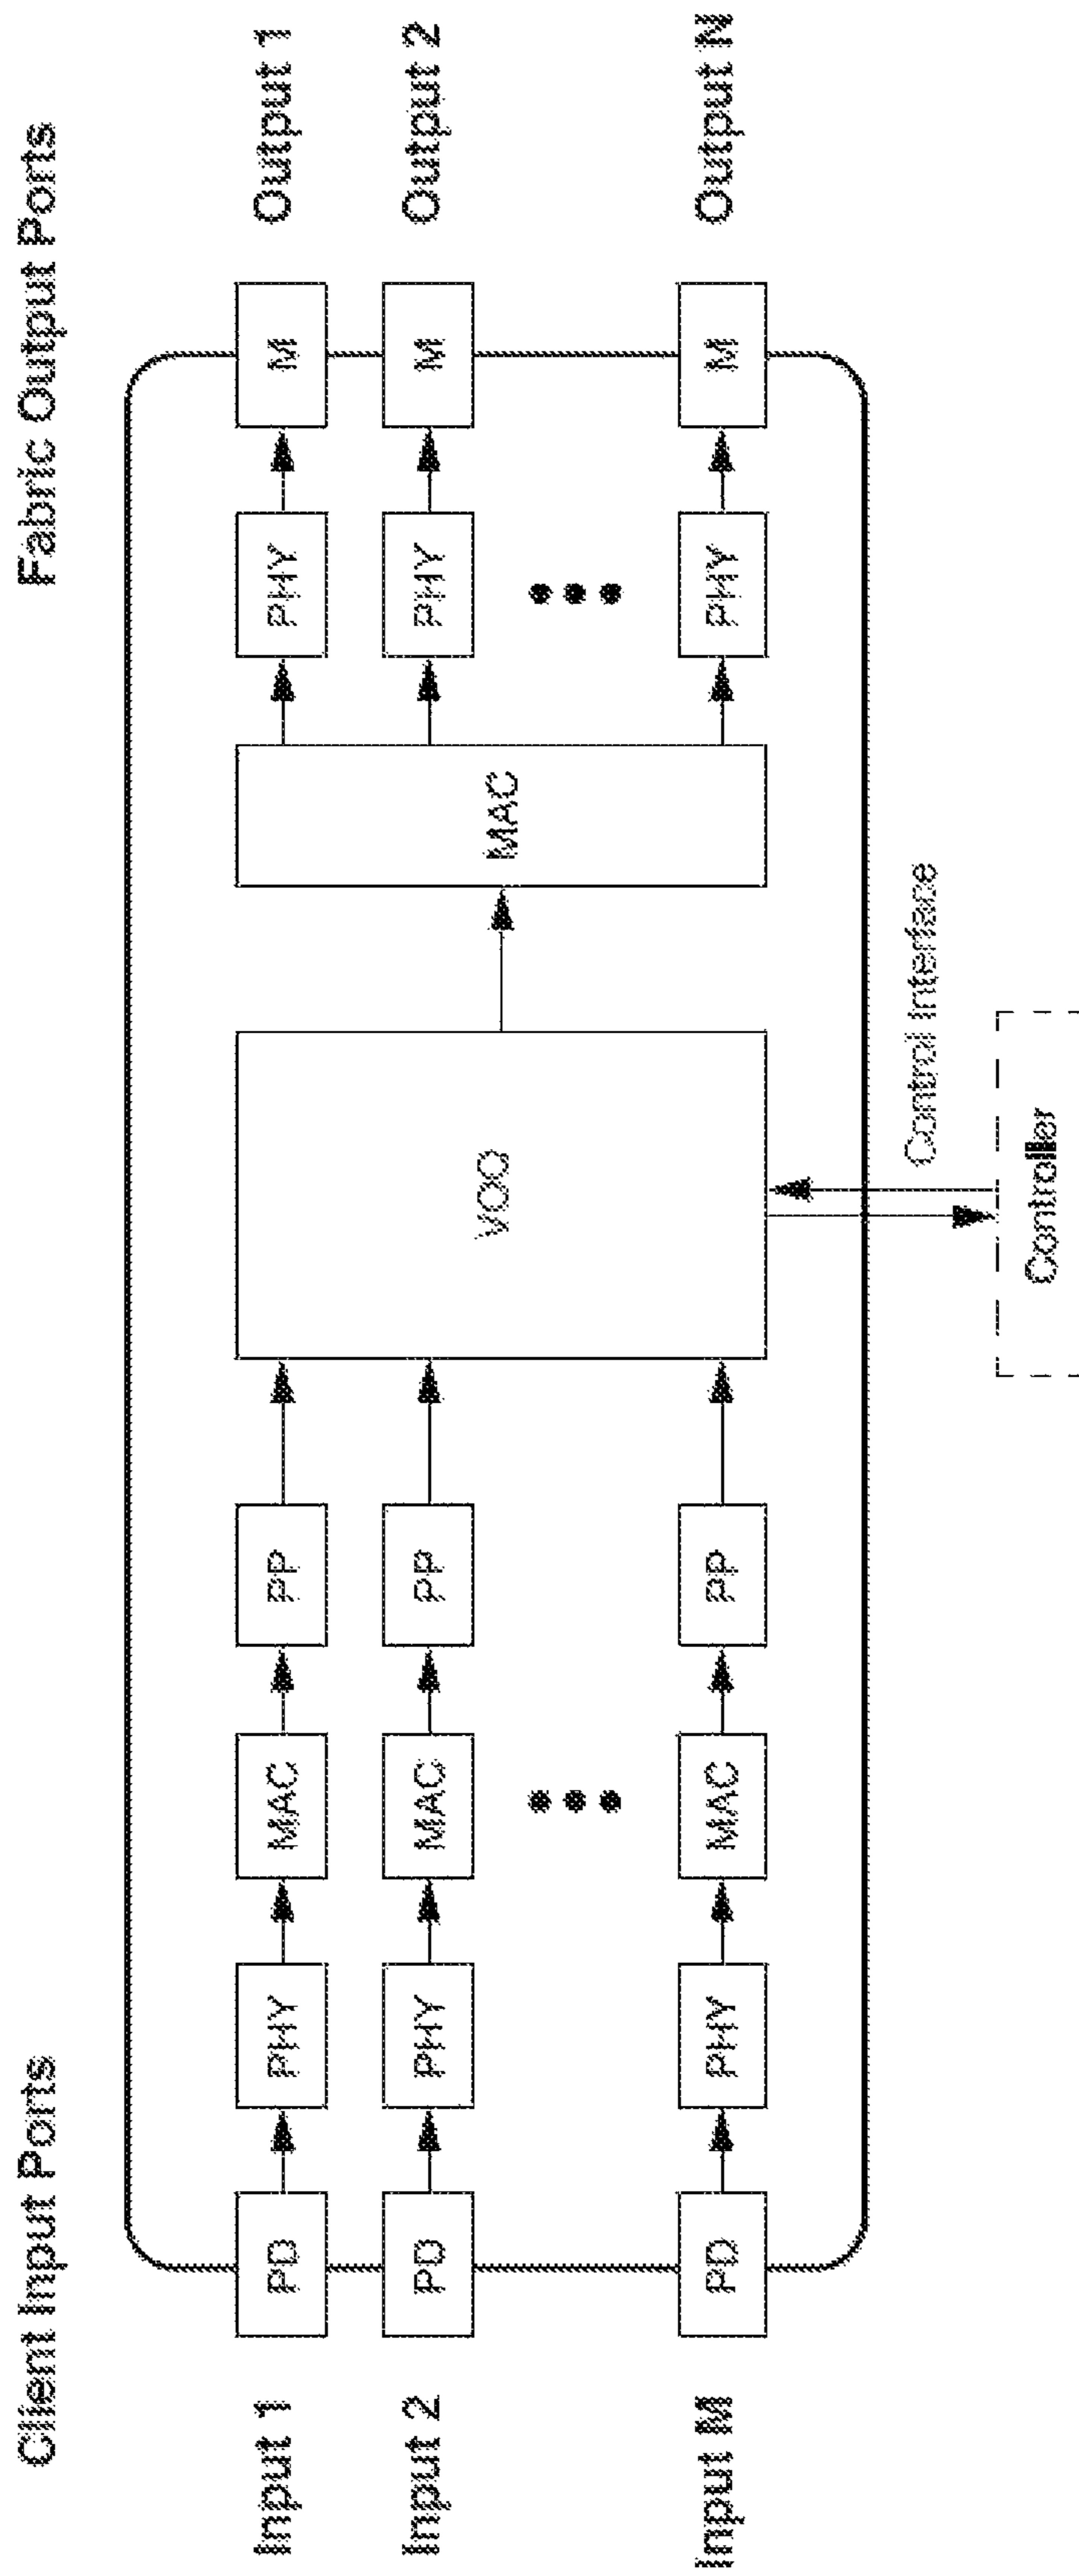 Client Input Ports
Fabric Output Ports
Input 1
PD
PHY
MAC
PP
PHY
M
Output 1
Input 2
PD
PHY
MAC
PP
VOQ
MAC
PHY
M
Output 2
Input M
PD
PHY
MAC
PP
PHY
M
Output N
Control Interface
Controller